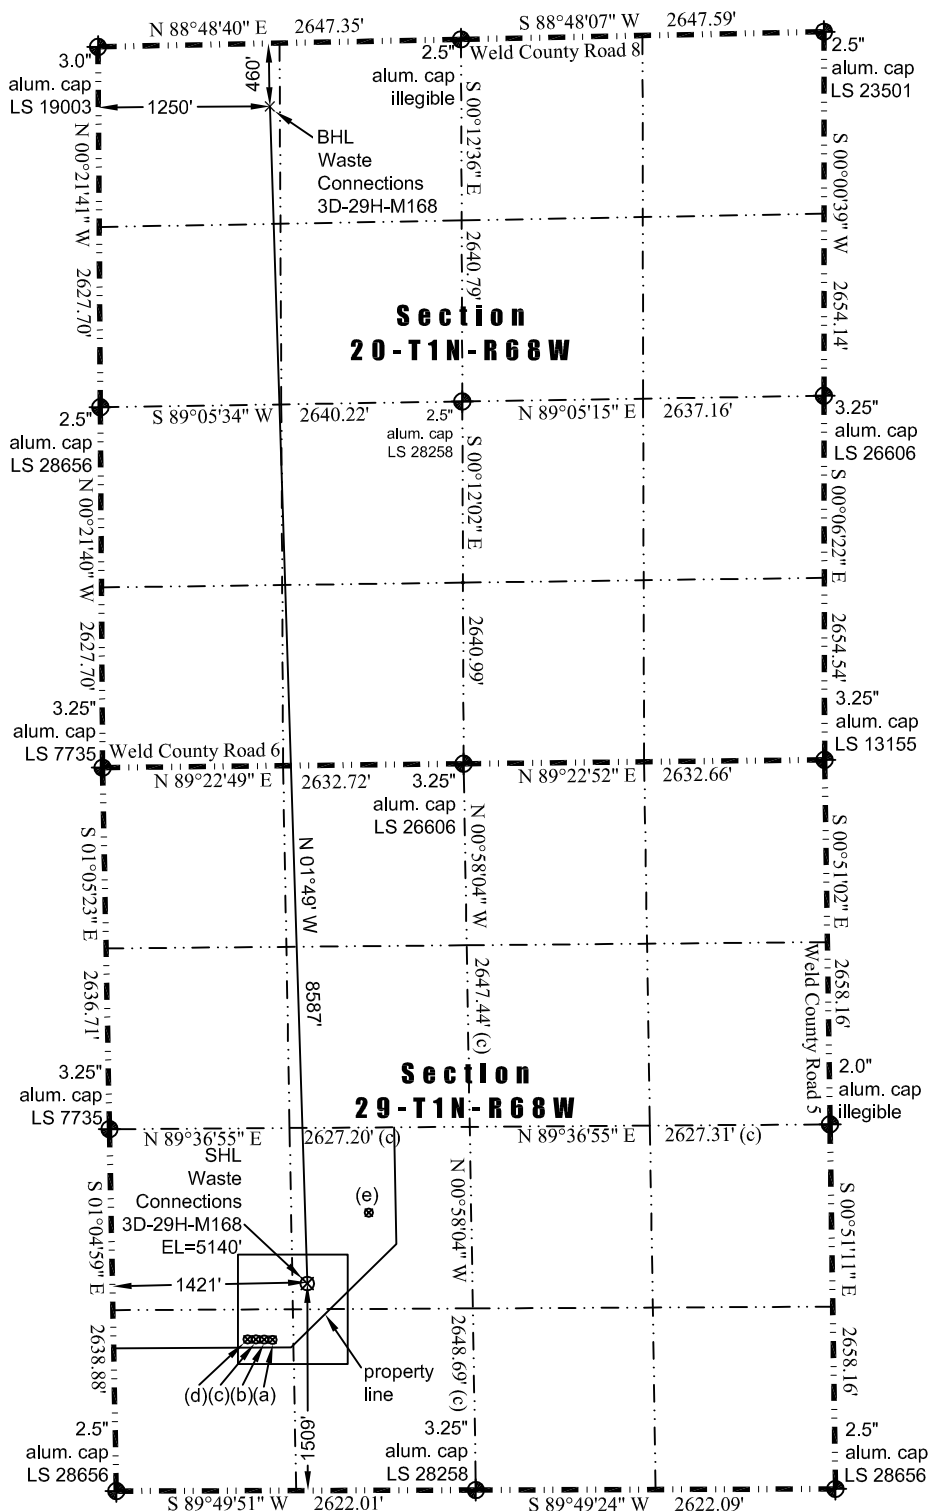 N 88°48'40" E 2647.35'
S 88°48'07" W 2647.59'
3.0"
alum. cap
LS 19003
460'
1250'
2.5"
alum. cap
illegible
Weld County Road 8
2.5"
alum. cap
LS 23501
BHL
Waste
Connections
3D-29H-M168
N 00°21'41" W 2627.70'
S 00°12'36" E 2640.79'
S 00°00'39" W 2654.14'
Section
20-T1N-R68W
S 89°05'34" W 2640.22'
N 89°05'15" E 2637.16'
2.5"
alum. cap
LS 28656
2.5"
alum. cap
LS 28258
3.25"
alum. cap
LS 26606
N 00°21'40" W 2627.70'
S 00°12'02" E 2640.99'
S 00°06'22" E 2654.54'
3.25"
alum. cap
LS 7735
3.25"
alum. cap
LS 13155
Weld County Road 6
N 89°22'49" E 2632.72'
N 89°22'52" E 2632.66'
3.25"
alum. cap
LS 26606
S 01°05'23" E 2636.71'
N 01°49' W 8587'
N 00°58'04" W 2647.44' (c)
S 00°51'02" E 2658.16'
Weld County Road 5
Section
29-T1N-R68W
3.25"
alum. cap
LS 7735
2.0"
alum. cap
illegible
N 89°36'55" E 2627.20' (c)
N 89°36'55" E 2627.31' (c)
SHL
Waste
Connections
3D-29H-M168
EL=5140'
(e)
1421'
S 01°04'59" E 2638.88'
N 00°58'04" W 2648.69' (c)
S 00°51'11" E 2658.16'
(d)(c)(b)(a)
property
line
1509'
2.5"
alum. cap
LS 28656
3.25"
alum. cap
LS 28258
2.5"
alum. cap
LS 28656
S 89°49'51" W 2622.01'
S 89°49'24" W 2622.09'